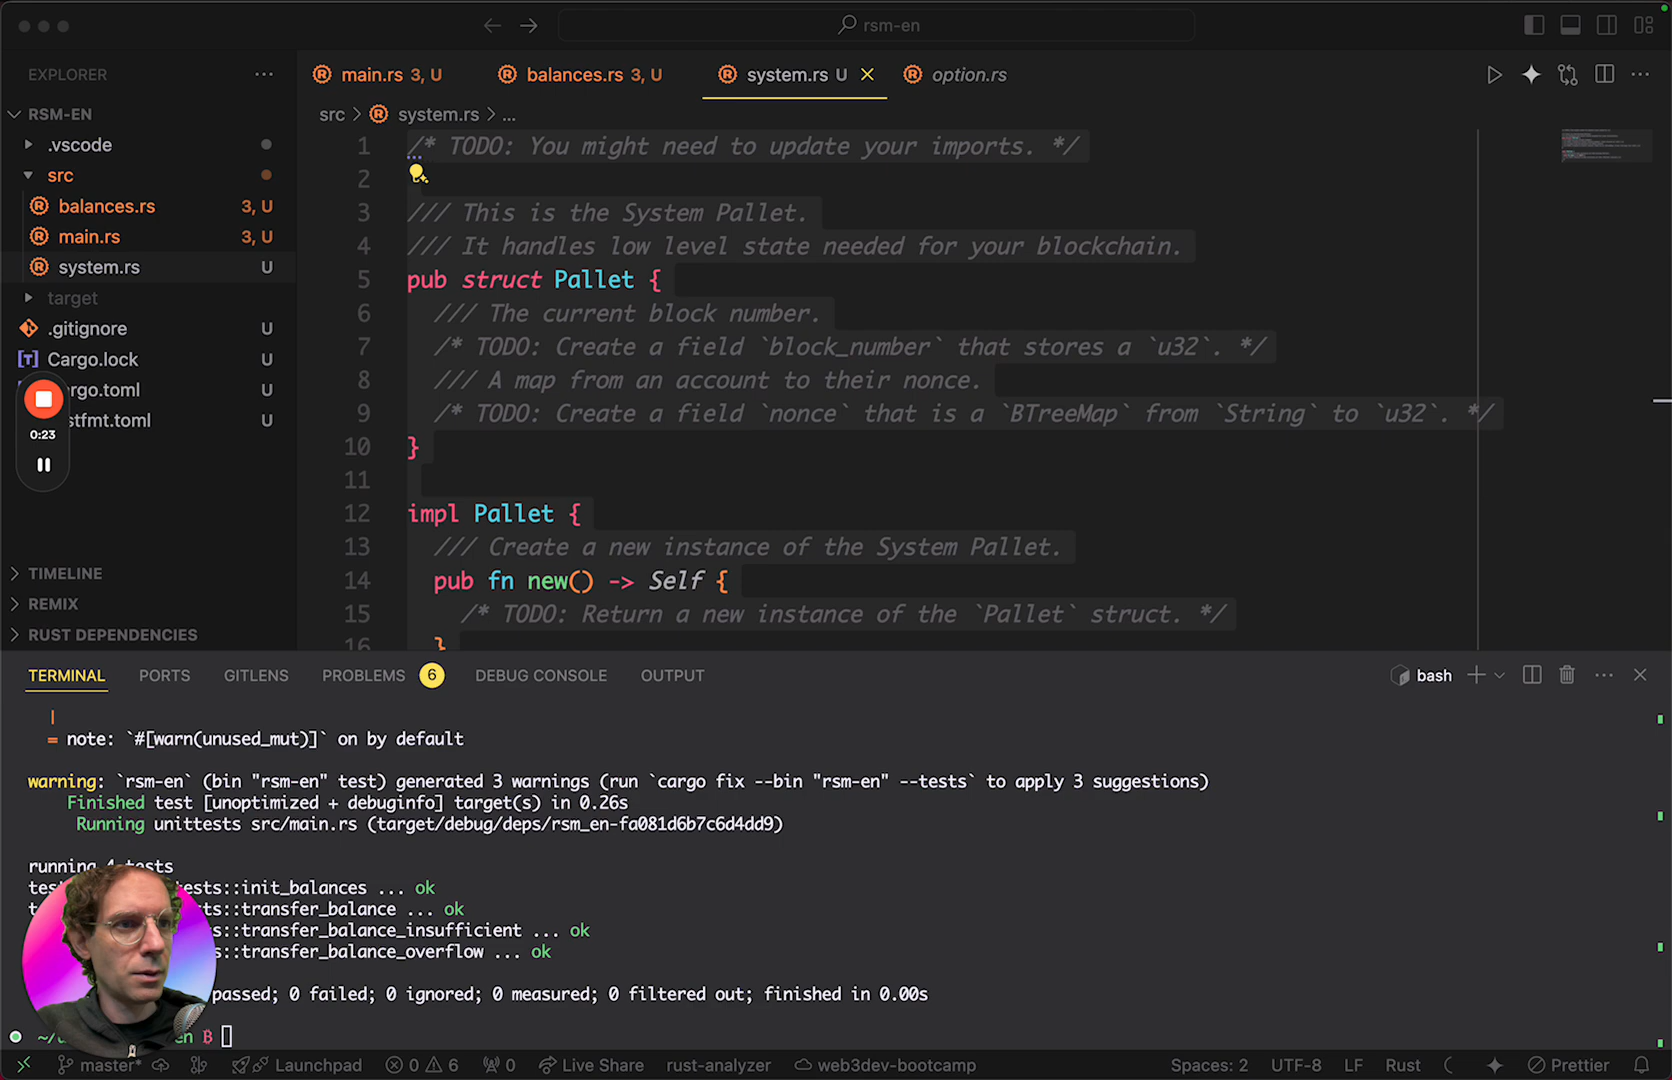 rsm-en
EXPLORER
main.rs 3, U
balances.rs 3, U
system.rs U
option.rs
RSM-EN
src > system.rs > ...
.vscode
src
balances.rs 3, U
main.rs 3, U
system.rs U
target
.gitignore U
Cargo.lock U
rgo.toml U
stfmt.toml U
0:23
TIMELINE
REMIX
RUST DEPENDENCIES
1 /* TODO: You might need to update your imports. */
2
3 /// This is the System Pallet.
4 /// It handles low level state needed for your blockchain.
5 pub struct Pallet {
6 /// The current block number.
7 /* TODO: Create a field `block_number` that stores a `u32`. */
8 /// A map from an account to their nonce.
9 /* TODO: Create a field `nonce` that is a `BTreeMap` from `String` to `u32`. */
10 }
11
12 impl Pallet {
13 /// Create a new instance of the System Pallet.
14 pub fn new() -> Self {
15 /* TODO: Return a new instance of the `Pallet` struct. */
16 }
TERMINAL PORTS GITLENS PROBLEMS 6 DEBUG CONSOLE OUTPUT
bash
|
= note: `#[warn(unused_mut)]` on by default
warning: `rsm-en` (bin "rsm-en" test) generated 3 warnings (run `cargo fix --bin "rsm-en" --tests` to apply 3 suggestions)
Finished test [unoptimized + debuginfo] target(s) in 0.26s
Running unittests src/main.rs (target/debug/deps/rsm_en-fa081d6b7c6d4dd9)
running 4 tests
tests::init_balances ... ok
ts::transfer_balance ... ok
s::transfer_balance_insufficient ... ok
s::transfer_balance_overflow ... ok
passed; 0 failed; 0 ignored; 0 measured; 0 filtered out; finished in 0.00s
en ₿
master* Launchpad 0 6 0 Live Share rust-analyzer web3dev-bootcamp Spaces: 2 UTF-8 LF Rust Prettier